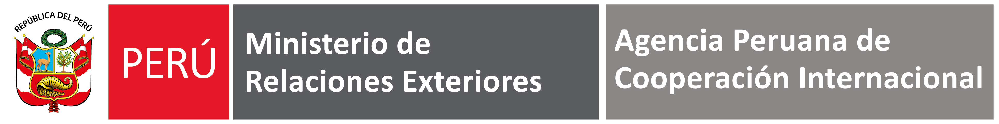 REPÚBLICA DEL PERÚ
PERÚ
Ministerio de
Relaciones Exteriores
Agencia Peruana de
Cooperación Internacional